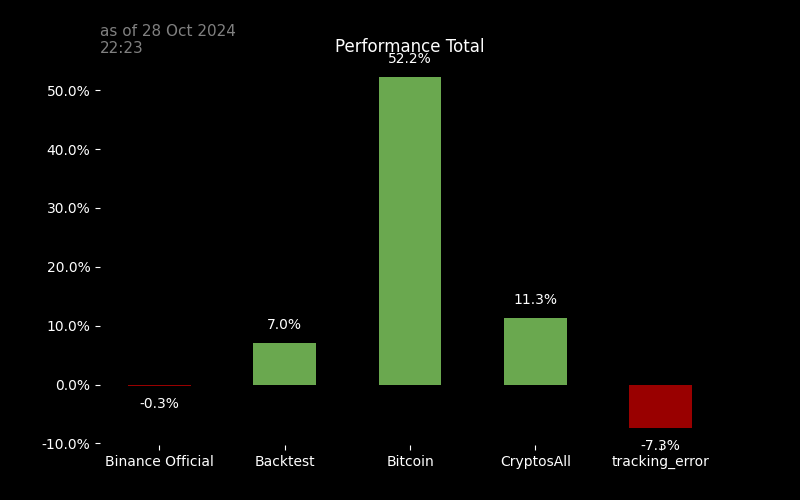 as of 28 Oct 2024
22:23
Performance Total
52.2%
50.0%
40.0%
30.0%
20.0%
11.3%
10.0%
7.0%
0.0%
-0.3%
-10.0%
-7.3%
Binance Official
Backtest
Bitcoin
CryptosAll
tracking_error